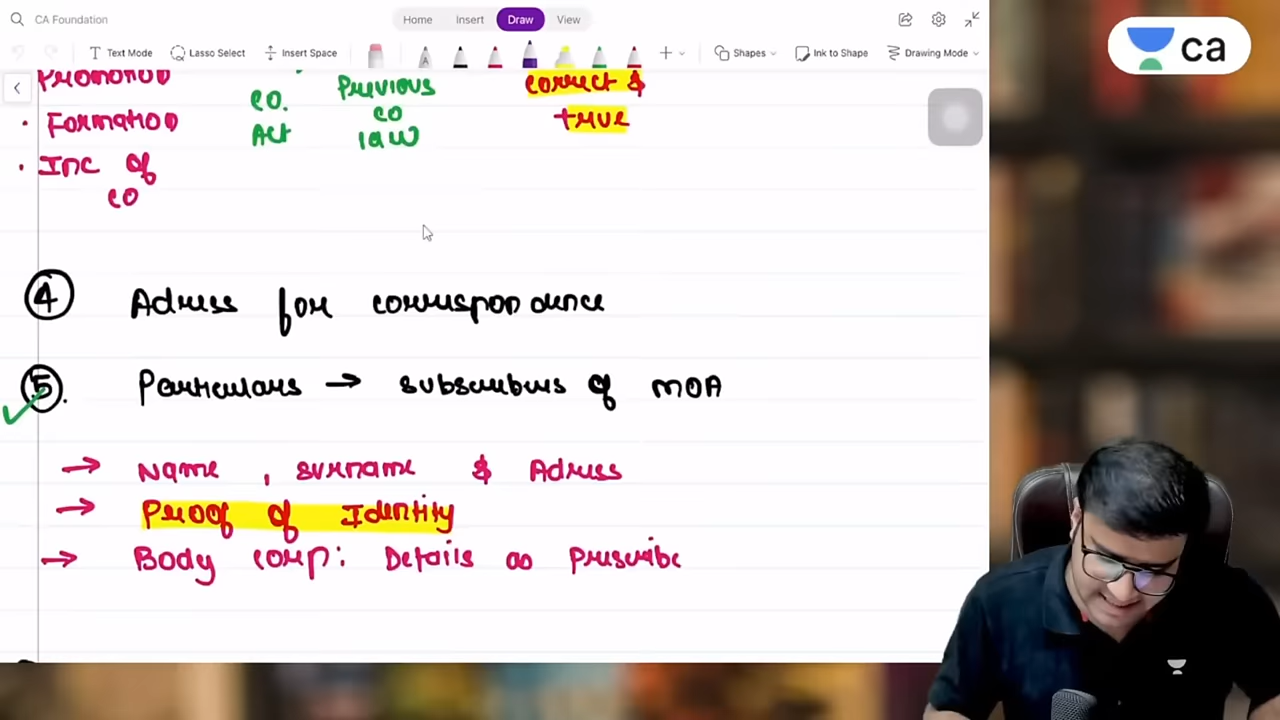 CA Foundation
Home Insert Draw View
Text Mode Lasso Select Insert Space Shapes Ink to Shape Drawing Mode
ca
Promotion
Formation
Inc of
co
CO.
Act
Previous
co
law
correct &
true
4 Adress for correspondence
5. Particulars → subscribers of MOA
→ Name, surname & Adress
→ Proof of Identity
→ Body corp: Details as prescribe